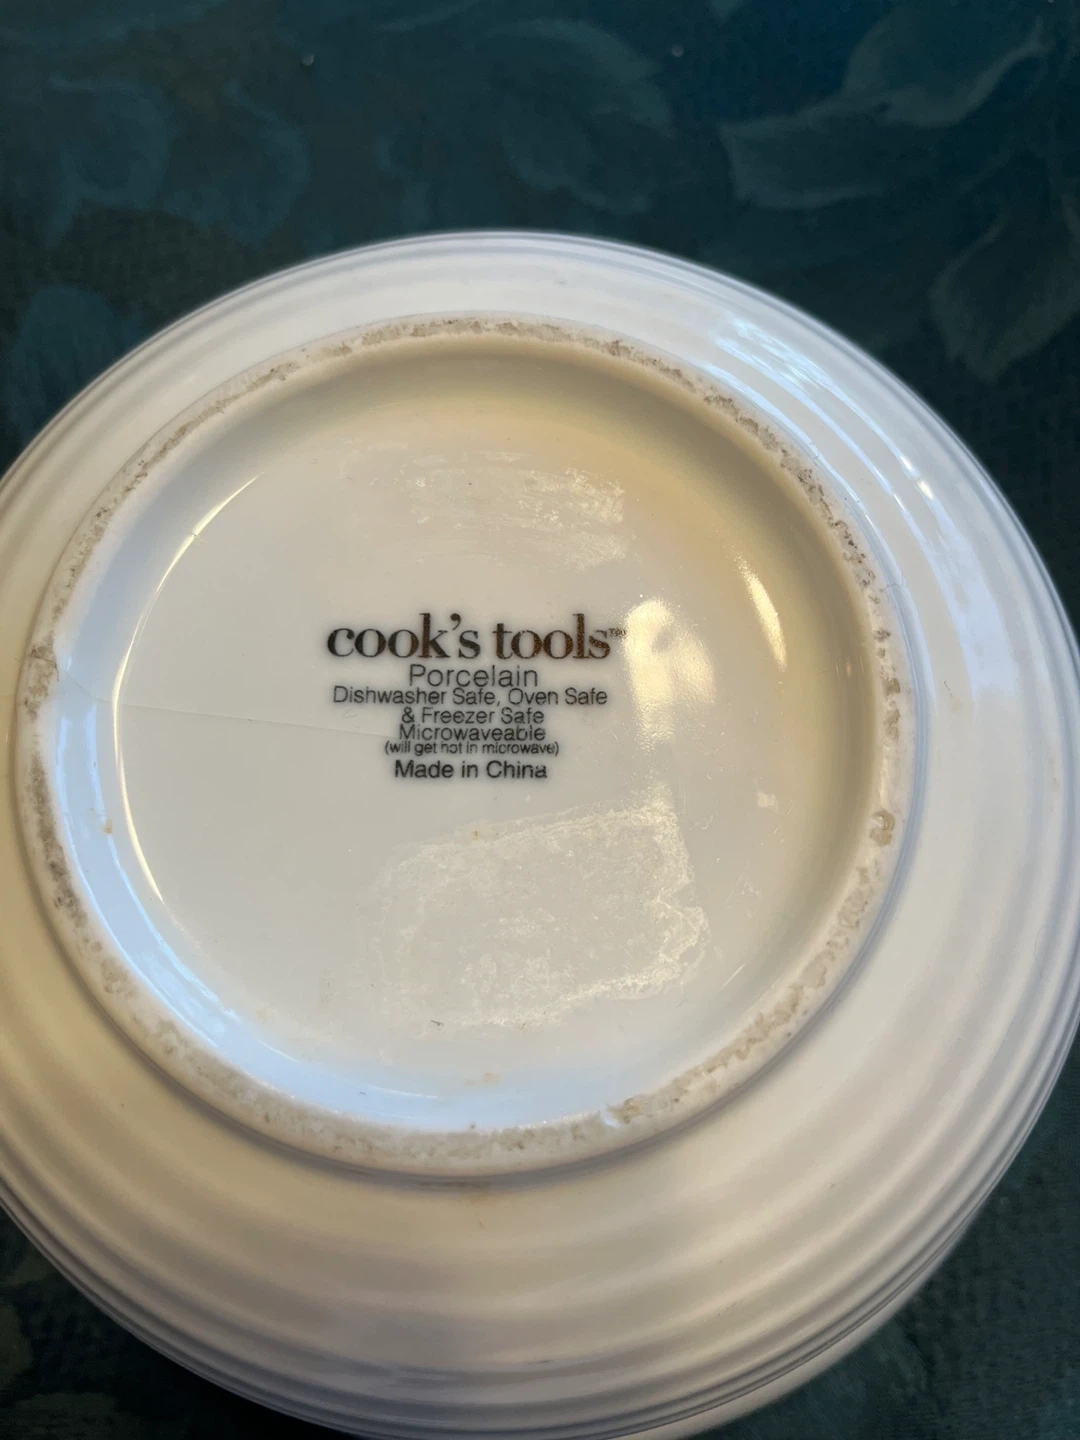 cook's tools™
Porcelain
Dishwasher Safe, Oven Safe
& Freezer Safe
Microwaveable
(will get hot in microwave)
Made in China